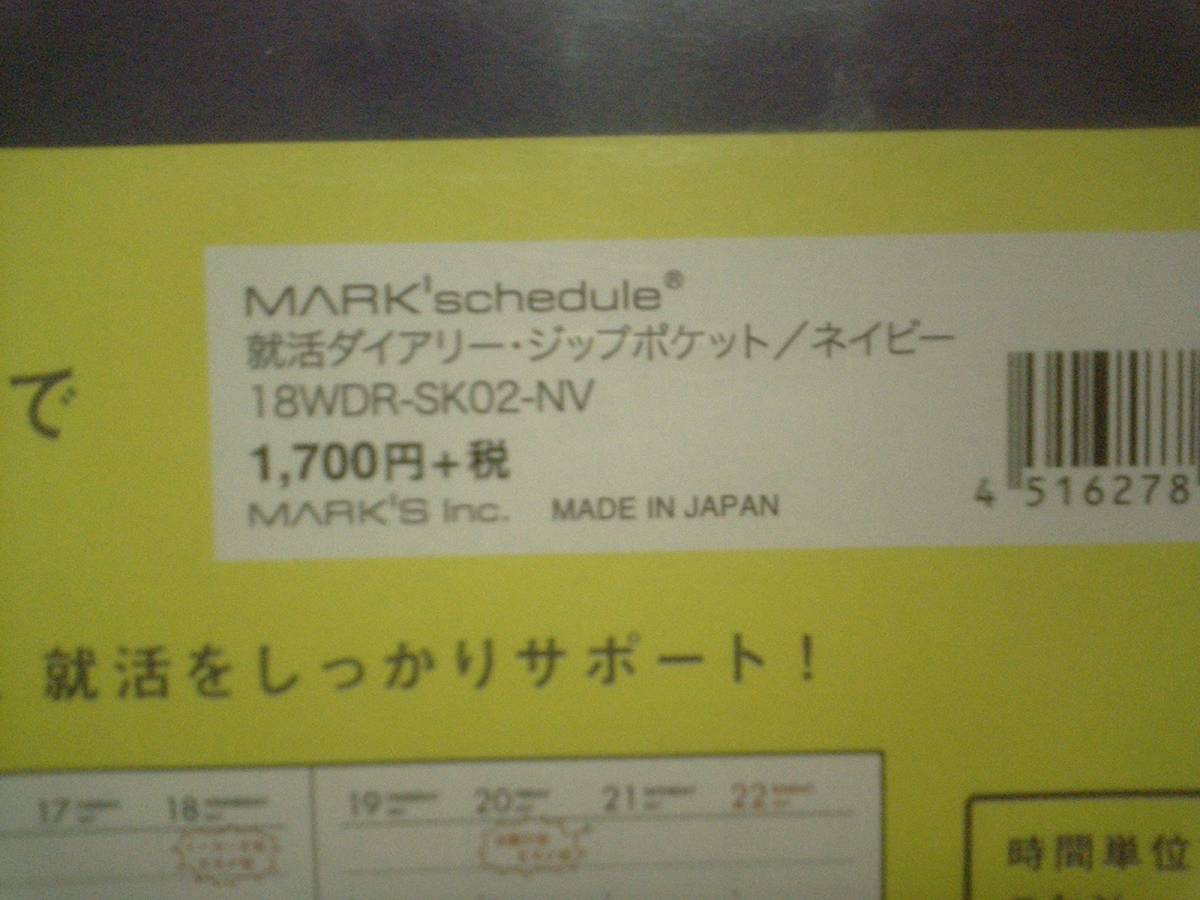 MARK'schedule®
就活ダイアリー・ジップポケット／ネイビー
で
18WDR-SK02-NV
1,700円+税
MARK'S Inc. MADE IN JAPAN
4 516278
就活をしっかりサポート！
17 18 19 20 21 22
時間単位